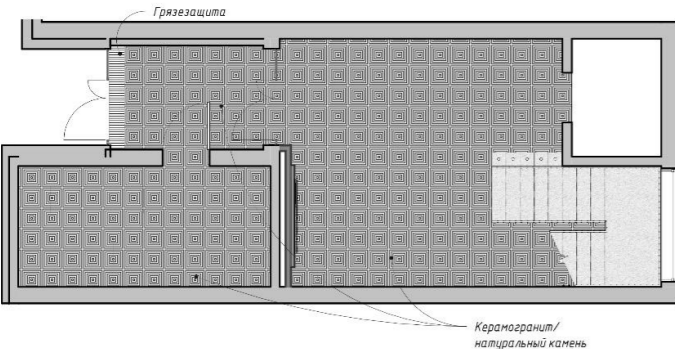 Грязезащита
Керамогранит/
натуральный камень